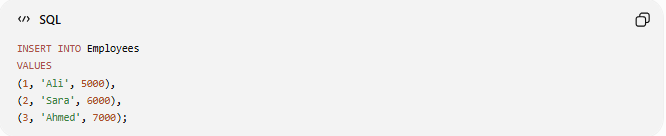 SQL
INSERT INTO Employees
VALUES
(1, 'Ali', 5000),
(2, 'Sara', 6000),
(3, 'Ahmed', 7000);